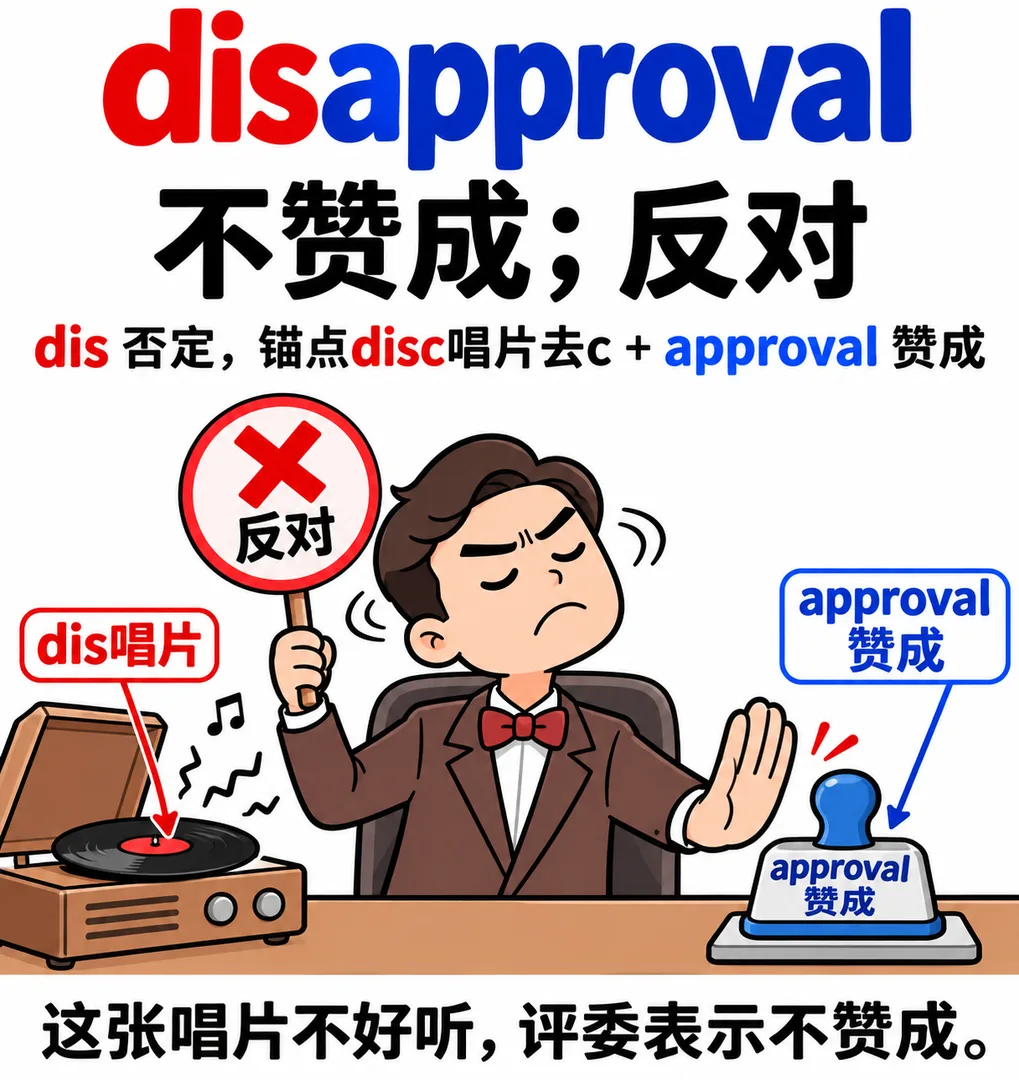 disapproval
不赞成；反对
dis 否定，锚点disc唱片去c + approval 赞成
反对
dis唱片
approval
赞成
approval
赞成
这张唱片不好听，评委表示不赞成。